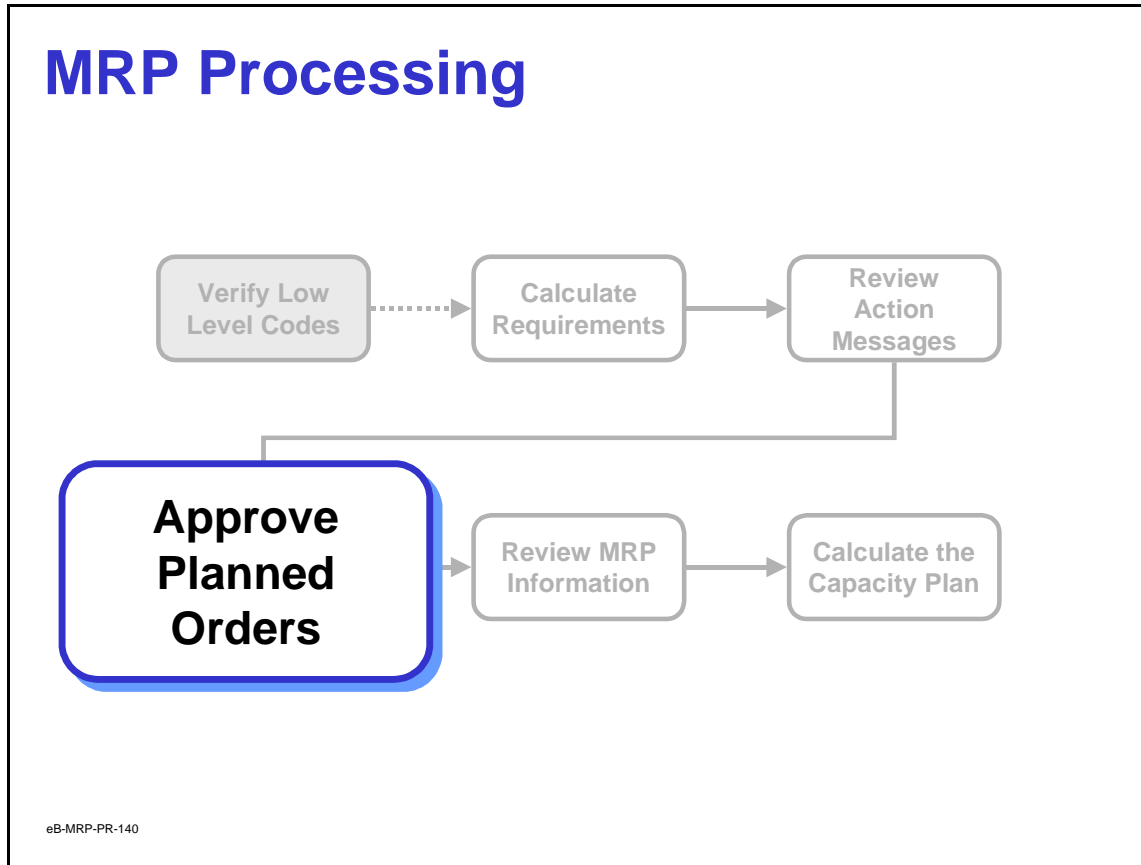 MRP Processing
Verify Low
Level Codes
Calculate
Requirements
Review
Action
Messages
Approve
Planned
Orders
Review MRP
Information
Calculate the
Capacity Plan
eB-MRP-PR-140